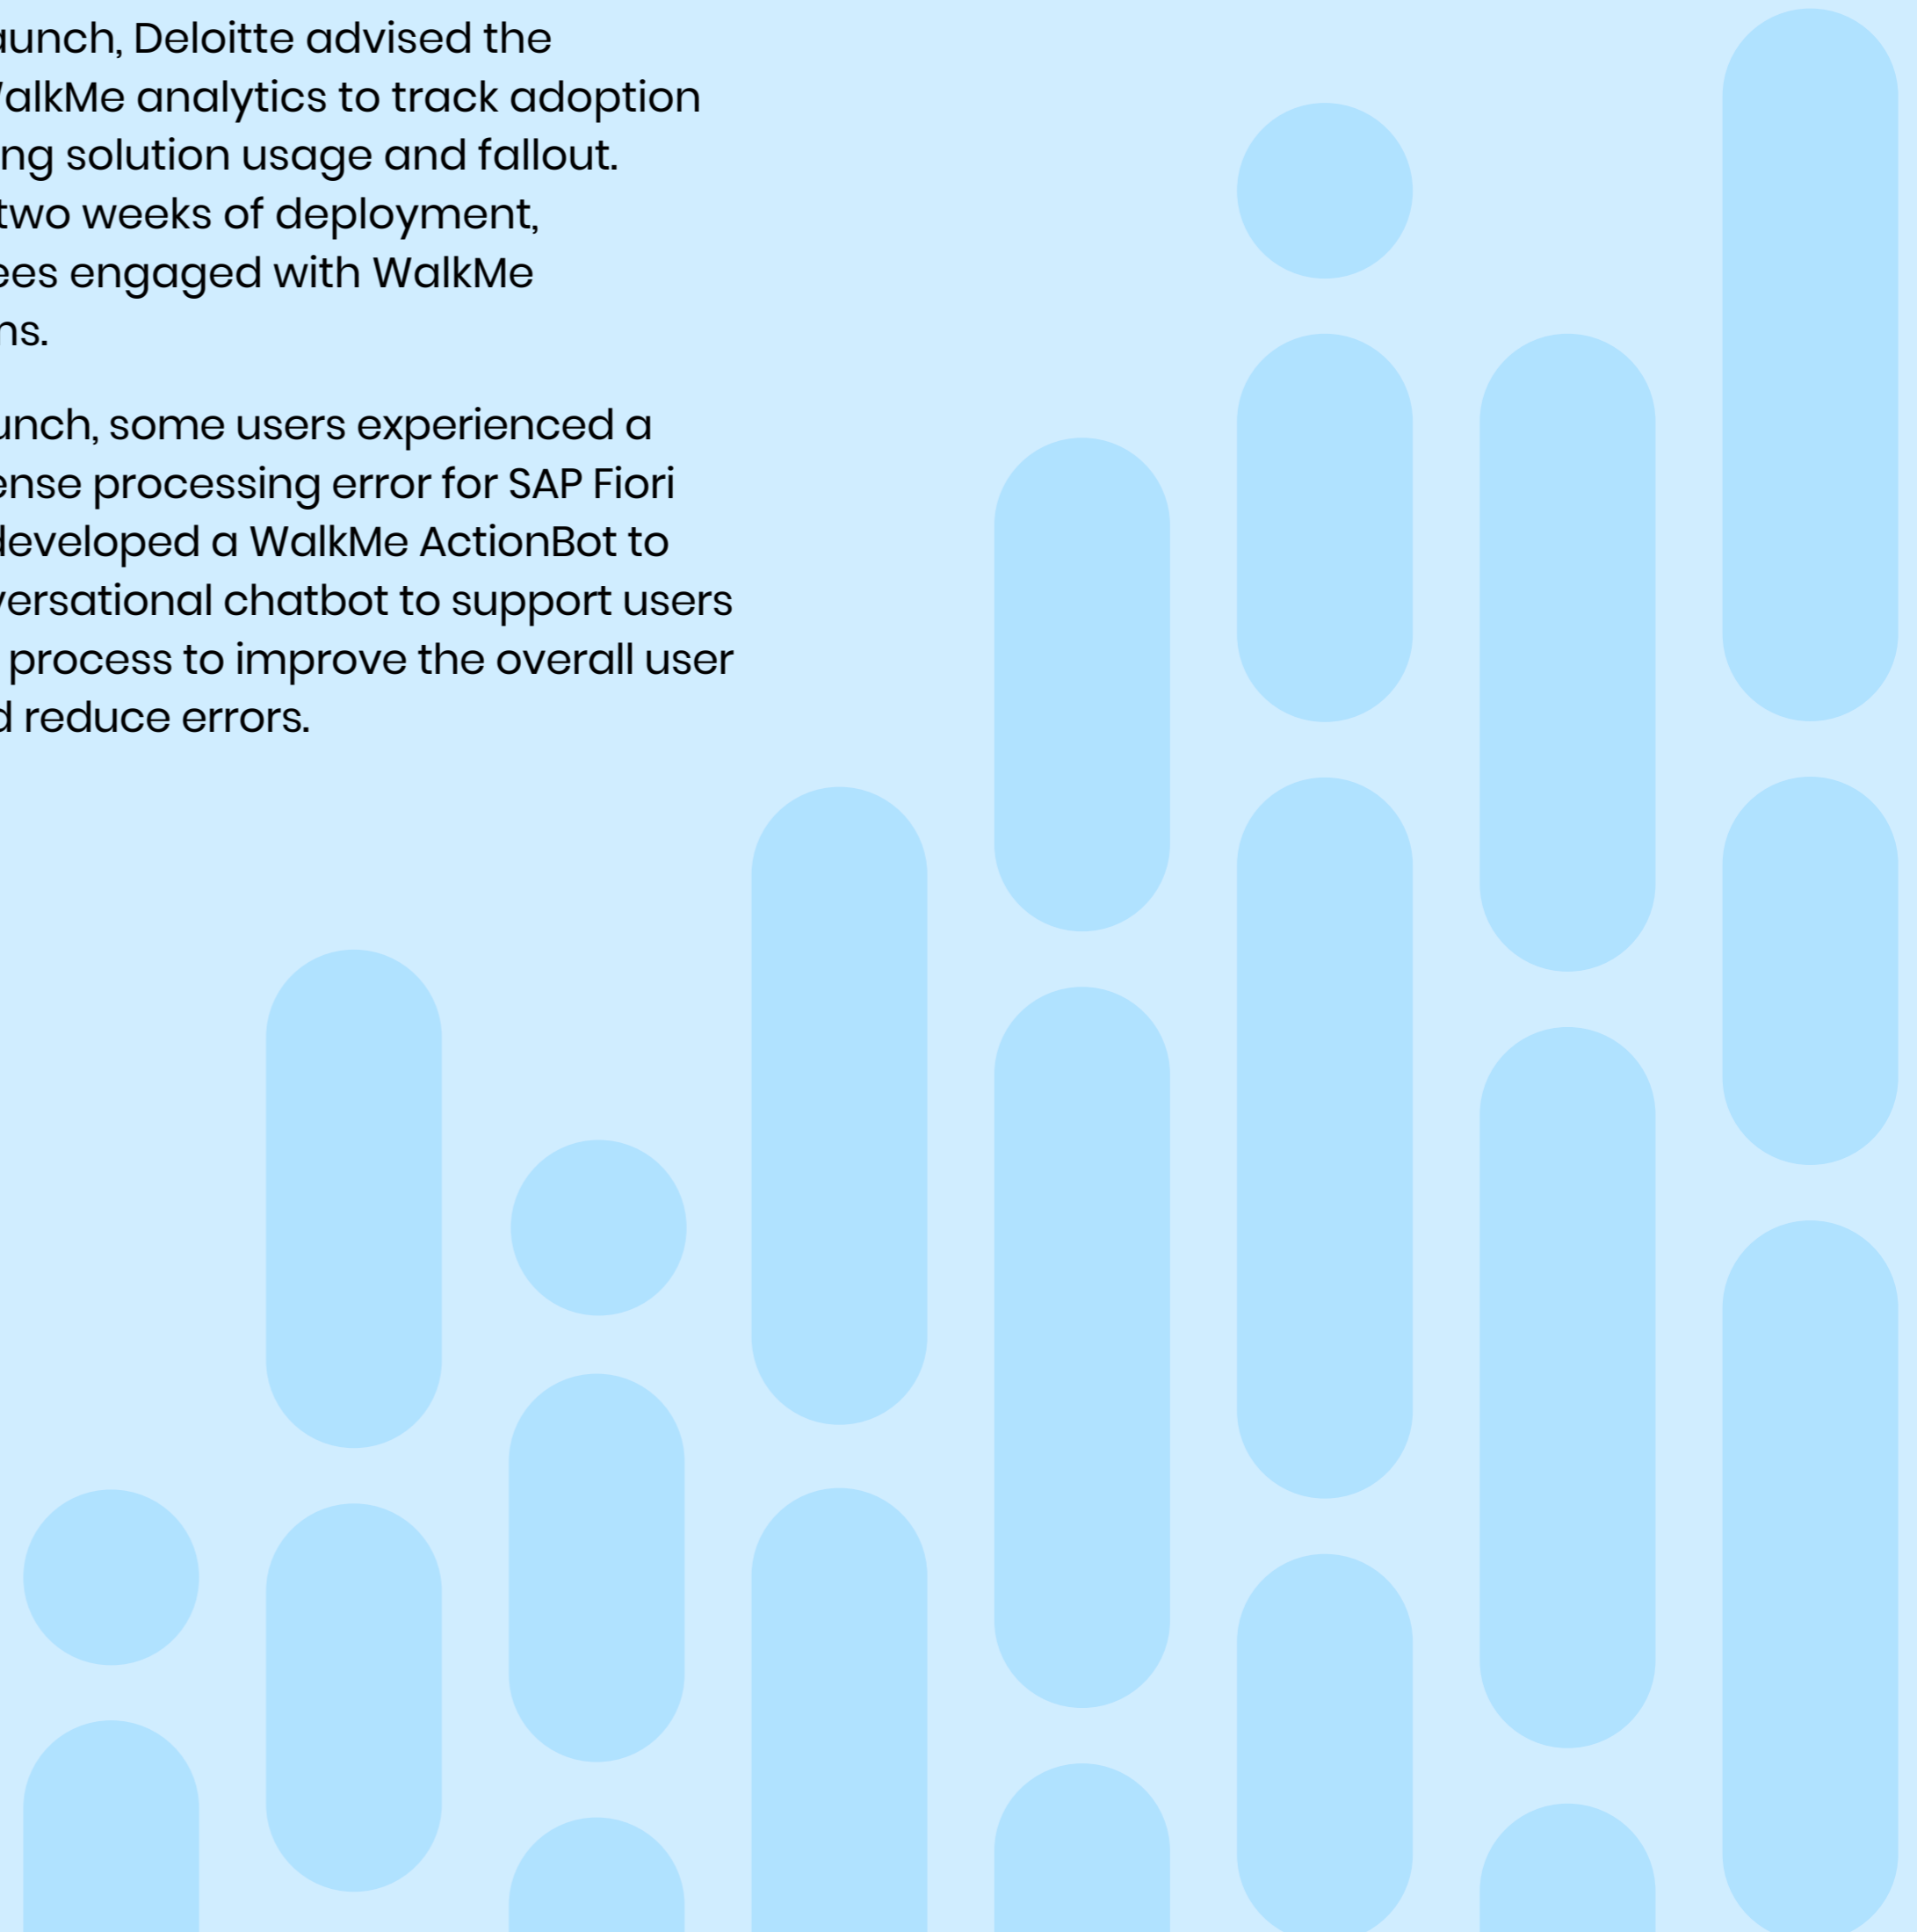 aunch, Deloitte advised the
WalkMe analytics to track adoption
ng solution usage and fallout.
two weeks of deployment,
ees engaged with WalkMe
ns.
unch, some users experienced a
ense processing error for SAP Fiori
developed a WalkMe ActionBot to
versational chatbot to support users
process to improve the overall user
d reduce errors.